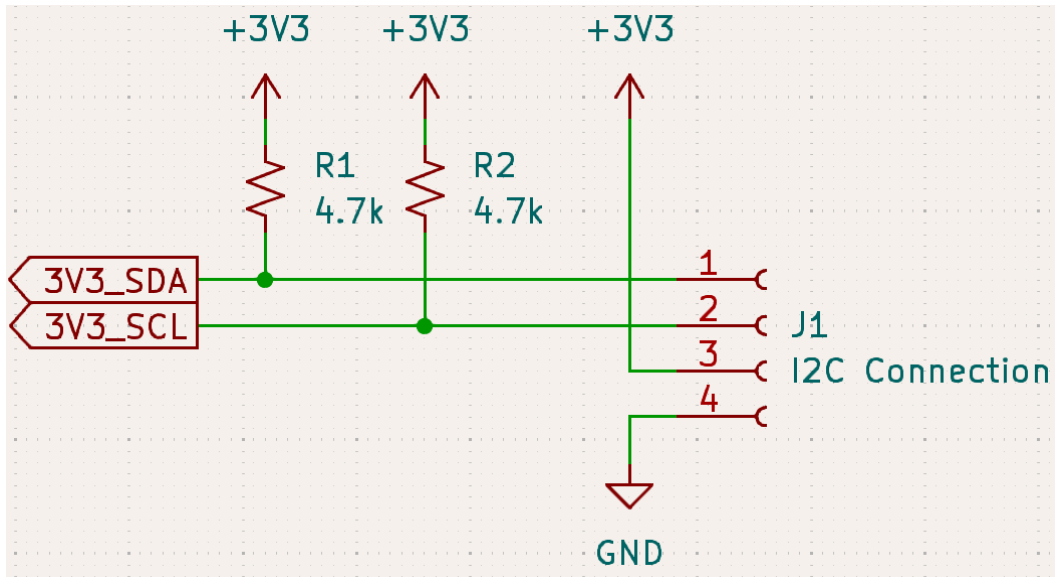 +3V3 +3V3 +3V3
R1 R2
4.7k 4.7k
3V3_SDA 1
3V3_SCL 2 J1
3 I2C Connection
4
GND